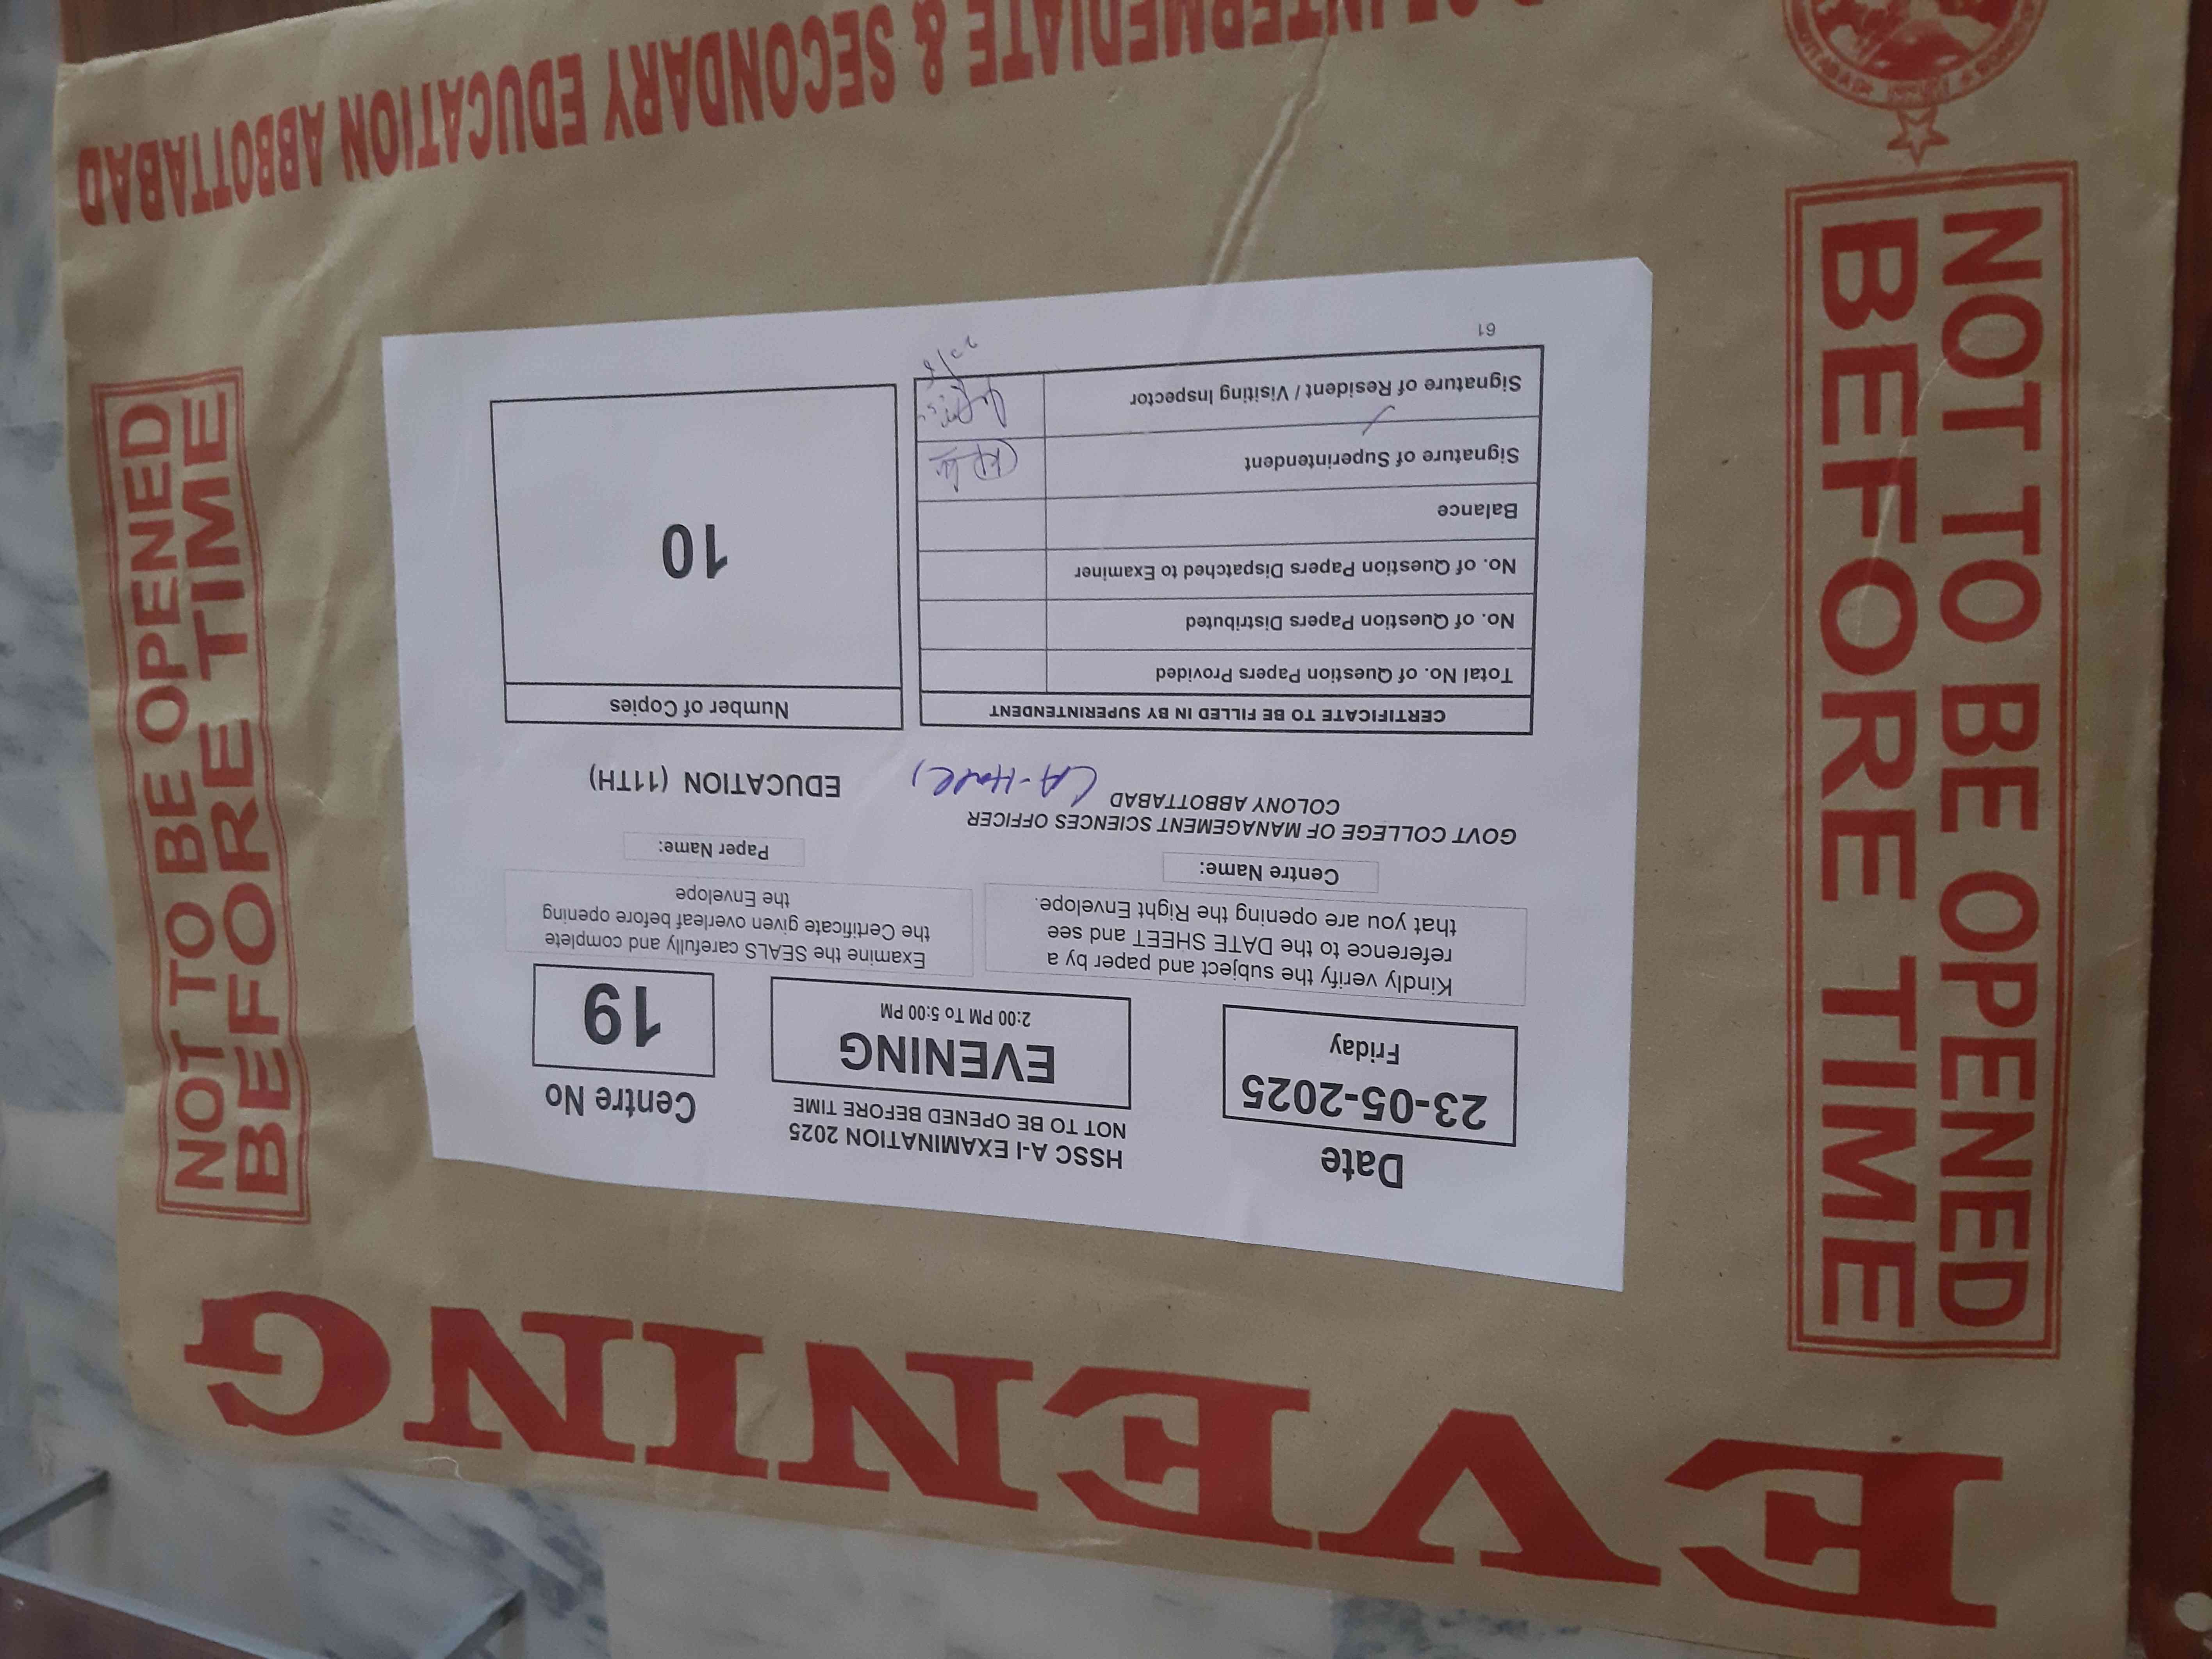 INTERMEDIATE & SECONDARY EDUCATION ABBOTTABAD
EVENING
NOT TO BE OPENED
BEFORE TIME
NOT TO BE OPENED
BEFORE TIME
HSSC A-I EXAMINATION 2025
NOT TO BE OPENED BEFORE TIME
Date
23-05-2025
Friday
EVENING
2:00 PM To 5:00 PM
Centre No
19
Kindly verify the subject and paper by a
reference to the DATE SHEET and see
that you are opening the Right Envelope.
Examine the SEALS carefully and complete
the Certificate given overleaf before opening
the Envelope
Centre Name:
GOVT COLLEGE OF MANAGEMENT SCIENCES OFFICER
COLONY ABBOTTABAD (A-Hall)
Paper Name:
EDUCATION (11TH)
CERTIFICATE TO BE FILLED IN BY SUPERINTENDENT
Total No. of Question Papers Provided
No. of Question Papers Distributed
No. of Question Papers Dispatched to Examiner
Balance
Signature of Superintendent
Signature of Resident / Visiting Inspector
Number of Copies
10
61